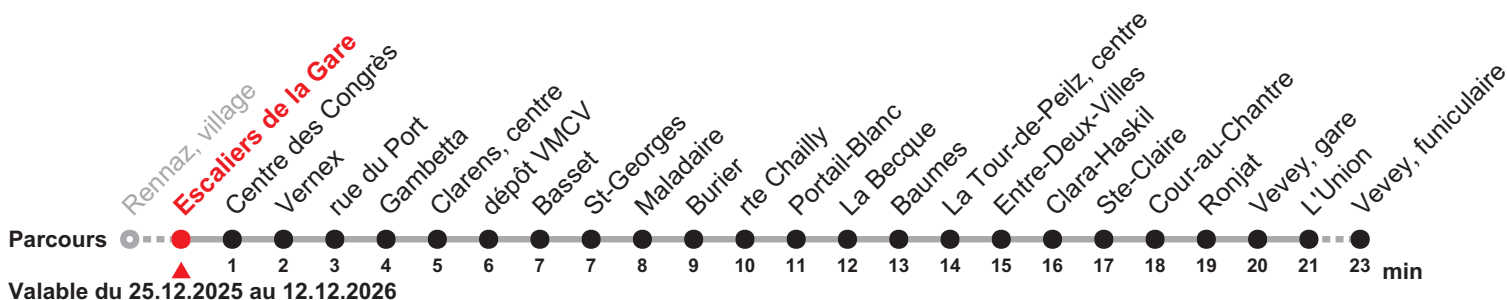 Rennaz, village
Escaliers de la Gare
Centre des Congrès
Vernex
rue du Port
Gambetta
Clarens, centre
dépôt VMCV
Basset
St-Georges
Maladaire
Burier
rte Chailly
Portail-Blanc
La Becque
Baumes
La Tour-de-Peilz, centre
Entre-Deux-Villes
Clara-Haskil
Ste-Claire
Cour-au-Chantre
Ronjat
Vevey, gare
L'Union
Vevey, funiculaire
Parcours
1 2 3 4 5 6 7 7 8 9 10 11 12 13 14 15 16 17 18 19 20 21 23 min
Valable du 25.12.2025 au 12.12.2026